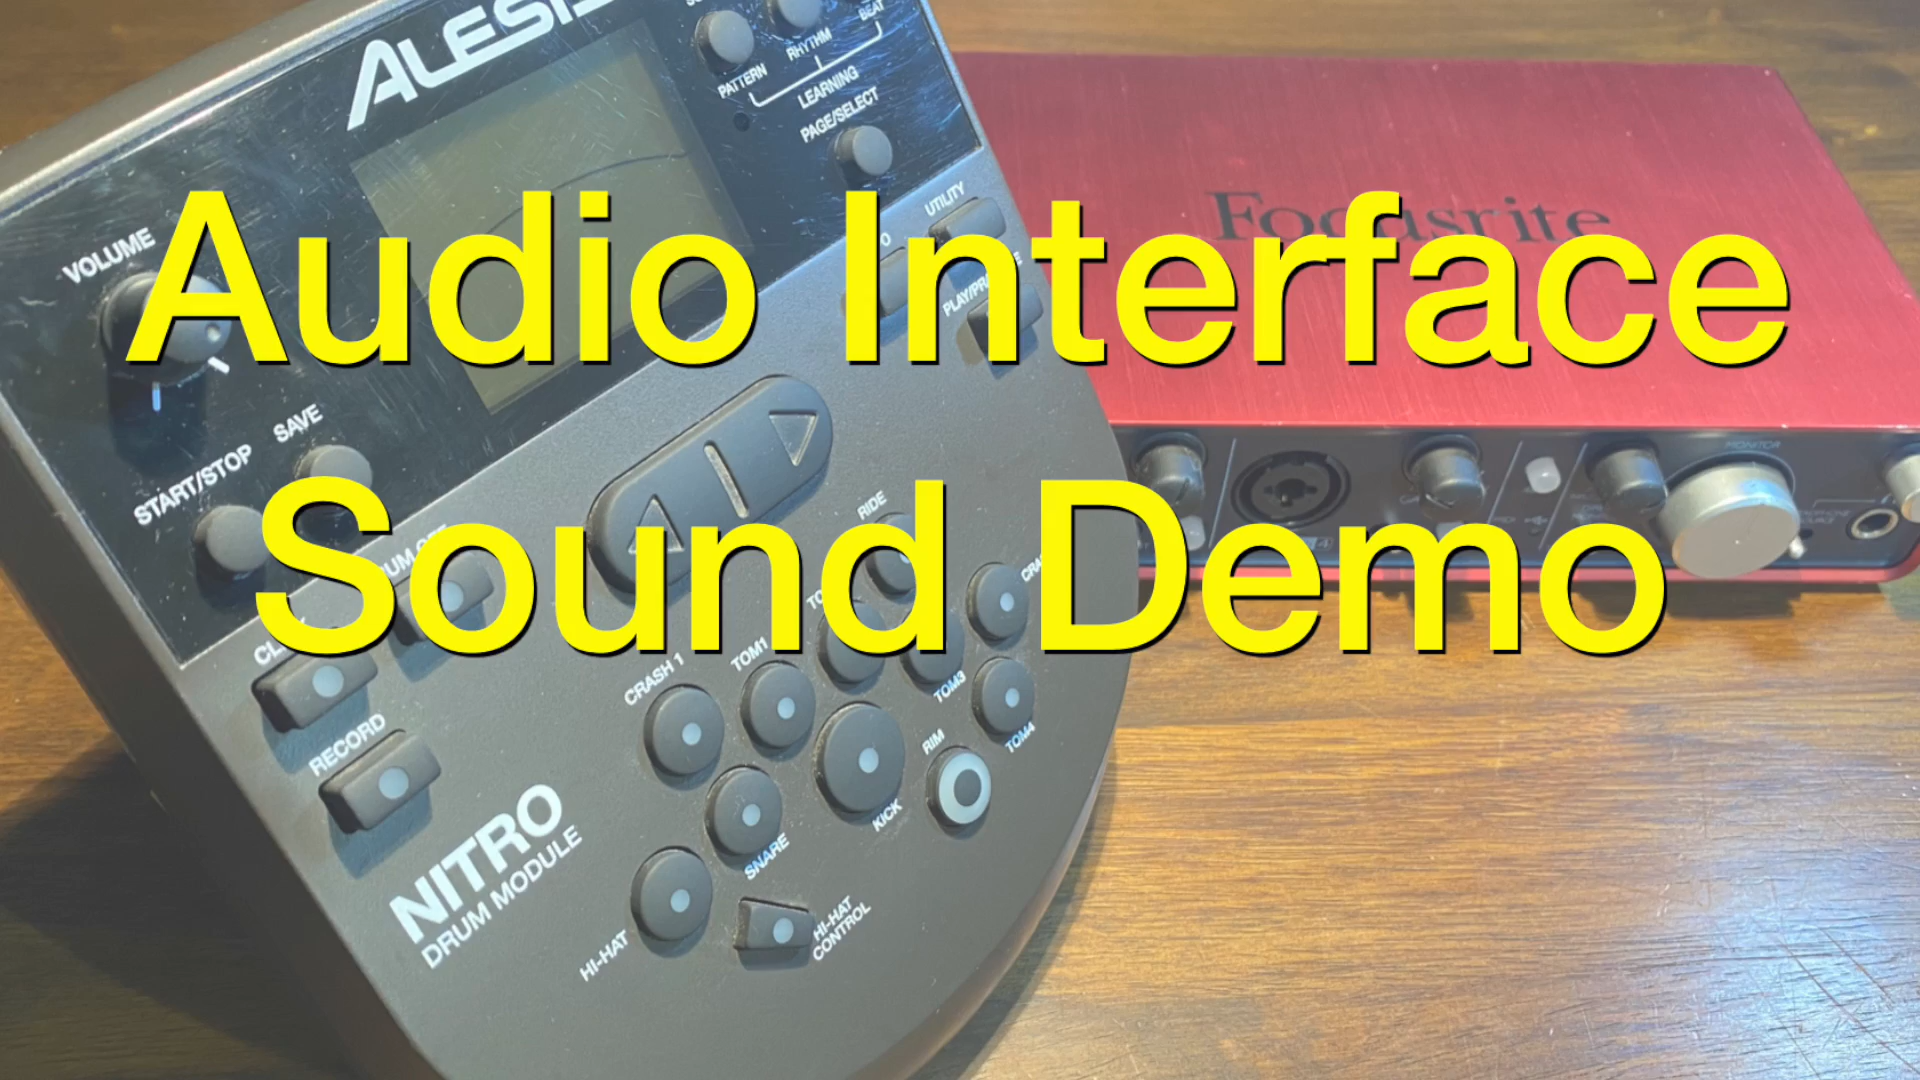 ALESIS
BEAT
RHYTHM
PATTERN
LEARNING
PAGE/SELECT
UTILITY
VOLUME
Focusrite
Audio Interface
SAVE
START/STOP
MONITOR
RIDE
Sound Demo
CRASH 1
TOM1
TOM3
TOM4
RECORD
RIM
KICK
NITRO
DRUM MODULE
SNARE
HI-HAT
HI-HAT
CONTROL